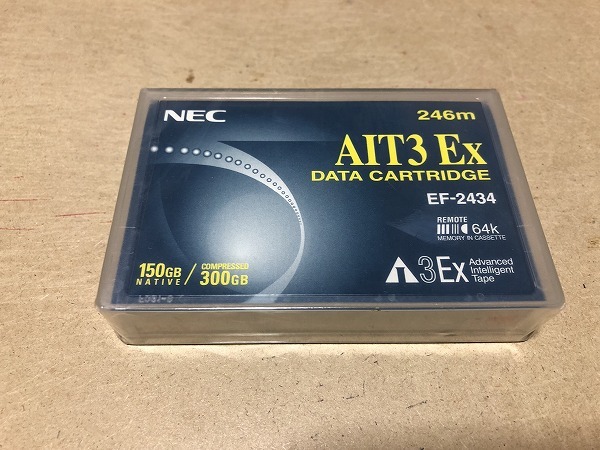 NEC
246m
AIT3 Ex
DATA CARTRIDGE
EF-2434
REMOTE
64k
MEMORY IN CASSETTE
150GB
NATIVE
/
COMPRESSED
300GB
3Ex
Advanced
Intelligent
Tape